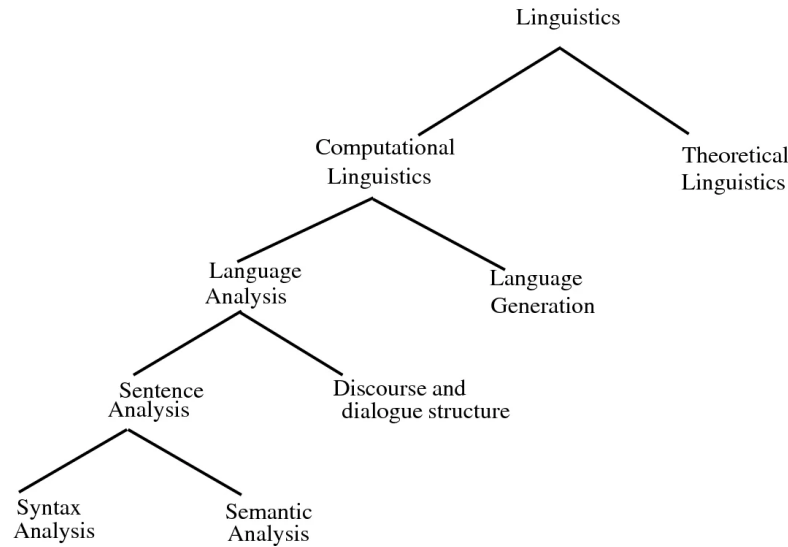 Linguistics
Computational
Linguistics
Theoretical
Linguistics
Language
Analysis
Language
Generation
Sentence
Analysis
Discourse and
dialogue structure
Syntax
Analysis
Semantic
Analysis